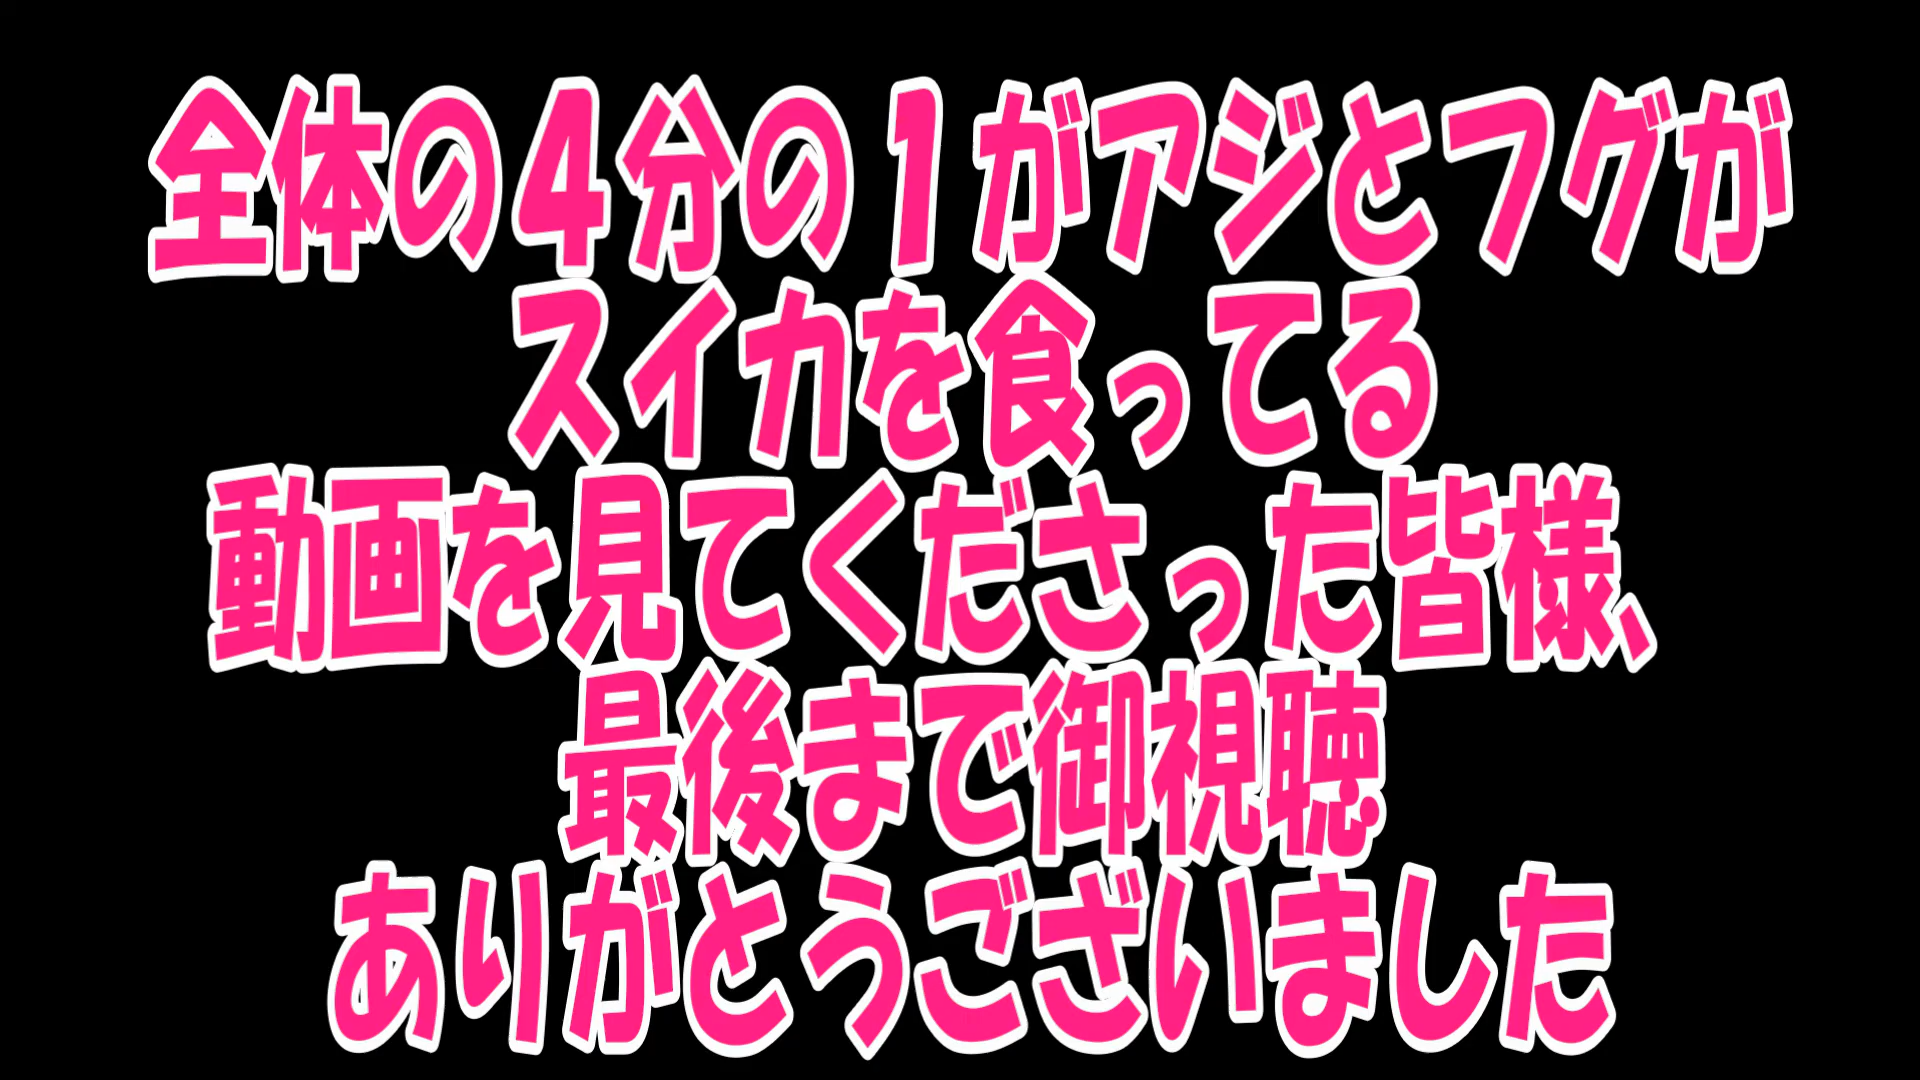 全体の４分の１がアジとフグが
スイカを食ってる
動画を見てくださった皆様、
最後まで御視聴
ありがとうございました